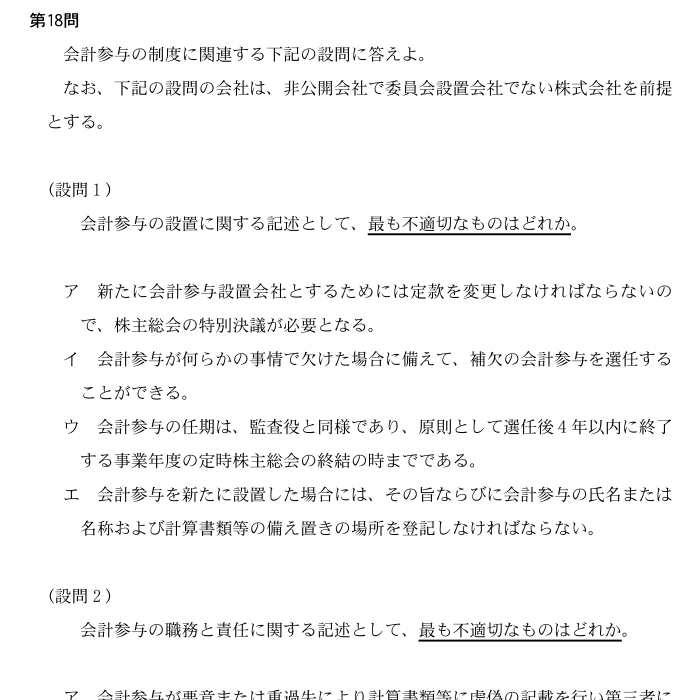 第18問
会計参与の制度に関連する下記の設問に答えよ。
なお、下記の設問の会社は、非公開会社で委員会設置会社でない株式会社を前提
とする。
（設問１）
会計参与の設置に関する記述として、最も不適切なものはどれか。
ア　新たに会計参与設置会社とするためには定款を変更しなければならないの
で、株主総会の特別決議が必要となる。
イ　会計参与が何らかの事情で欠けた場合に備えて、補欠の会計参与を選任する
ことができる。
ウ　会計参与の任期は、監査役と同様であり、原則として選任後４年以内に終了
する事業年度の定時株主総会の終結の時までである。
エ　会計参与を新たに設置した場合には、その旨ならびに会計参与の氏名または
名称および計算書類等の備え置きの場所を登記しなければならない。
（設問２）
会計参与の職務と責任に関する記述として、最も不適切なものはどれか。
ア　会計参与が悪意または重過失により計算書類等に虚偽の記載を行い第三者に